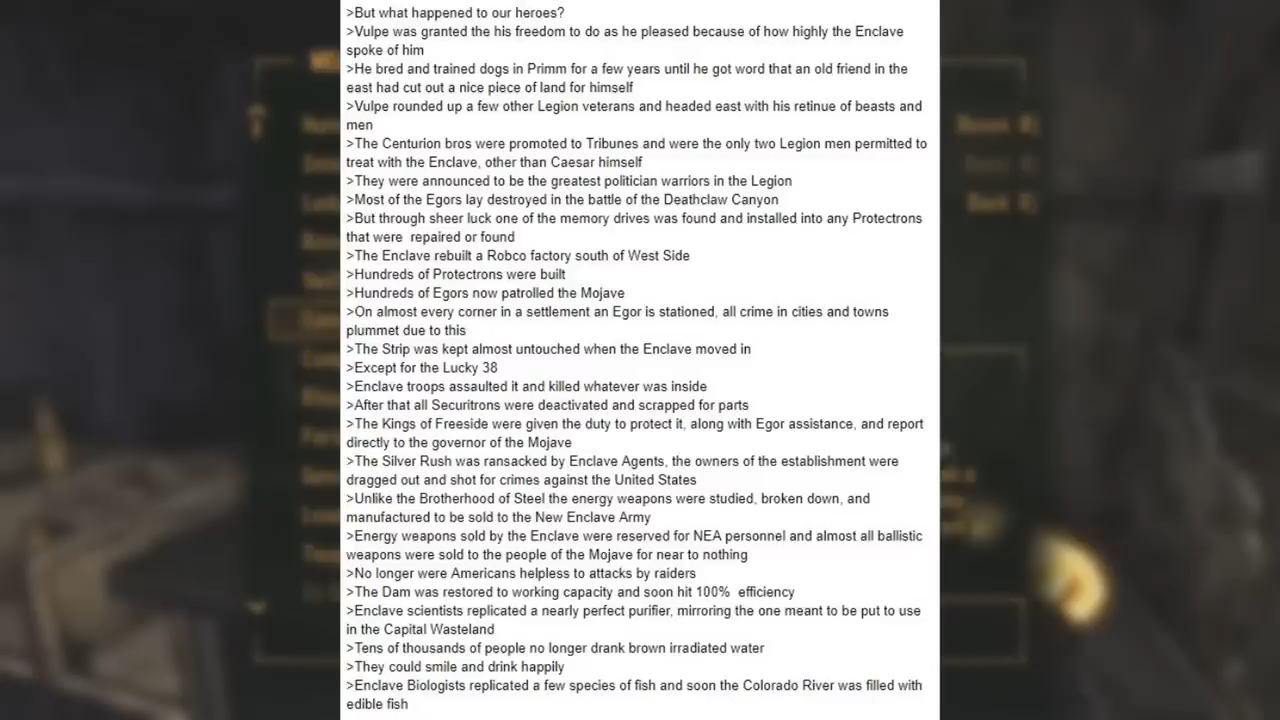 >But what happened to our heroes?
>Vulpe was granted the his freedom to do as he pleased because of how highly the Enclave
spoke of him
>He bred and trained dogs in Primm for a few years until he got word that an old friend in the
east had cut out a nice piece of land for himself
>Vulpe rounded up a few other Legion veterans and headed east with his retinue of beasts and
men
>The Centurion bros were promoted to Tribunes and were the only two Legion men permitted to
treat with the Enclave, other than Caesar himself
>They were announced to be the greatest politician warriors in the Legion
>Most of the Egors lay destroyed in the battle of the Deathclaw Canyon
>But through sheer luck one of the memory drives was found and installed into any Protectrons
that were  repaired or found
>The Enclave rebuilt a Robco factory south of West Side
>Hundreds of Protectrons were built
>Hundreds of Egors now patrolled the Mojave
>On almost every corner in a settlement an Egor is stationed, all crime in cities and towns
plummet due to this
>The Strip was kept almost untouched when the Enclave moved in
>Except for the Lucky 38
>Enclave troops assaulted it and killed whatever was inside
>After that all Securitrons were deactivated and scrapped for parts
>The Kings of Freeside were given the duty to protect it, along with Egor assistance, and report
directly to the governor of the Mojave
>The Silver Rush was ransacked by Enclave Agents, the owners of the establishment were
dragged out and shot for crimes against the United States
>Unlike the Brotherhood of Steel the energy weapons were studied, broken down, and
manufactured to be sold to the New Enclave Army
>Energy weapons sold by the Enclave were reserved for NEA personnel and almost all ballistic
weapons were sold to the people of the Mojave for near to nothing
>No longer were Americans helpless to attacks by raiders
>The Dam was restored to working capacity and soon hit 100%  efficiency
>Enclave scientists replicated a nearly perfect purifier, mirroring the one meant to be put to use
in the Capital Wasteland
>Tens of thousands of people no longer drank brown irradiated water
>They could smile and drink happily
>Enclave Biologists replicated a few species of fish and soon the Colorado River was filled with
edible fish